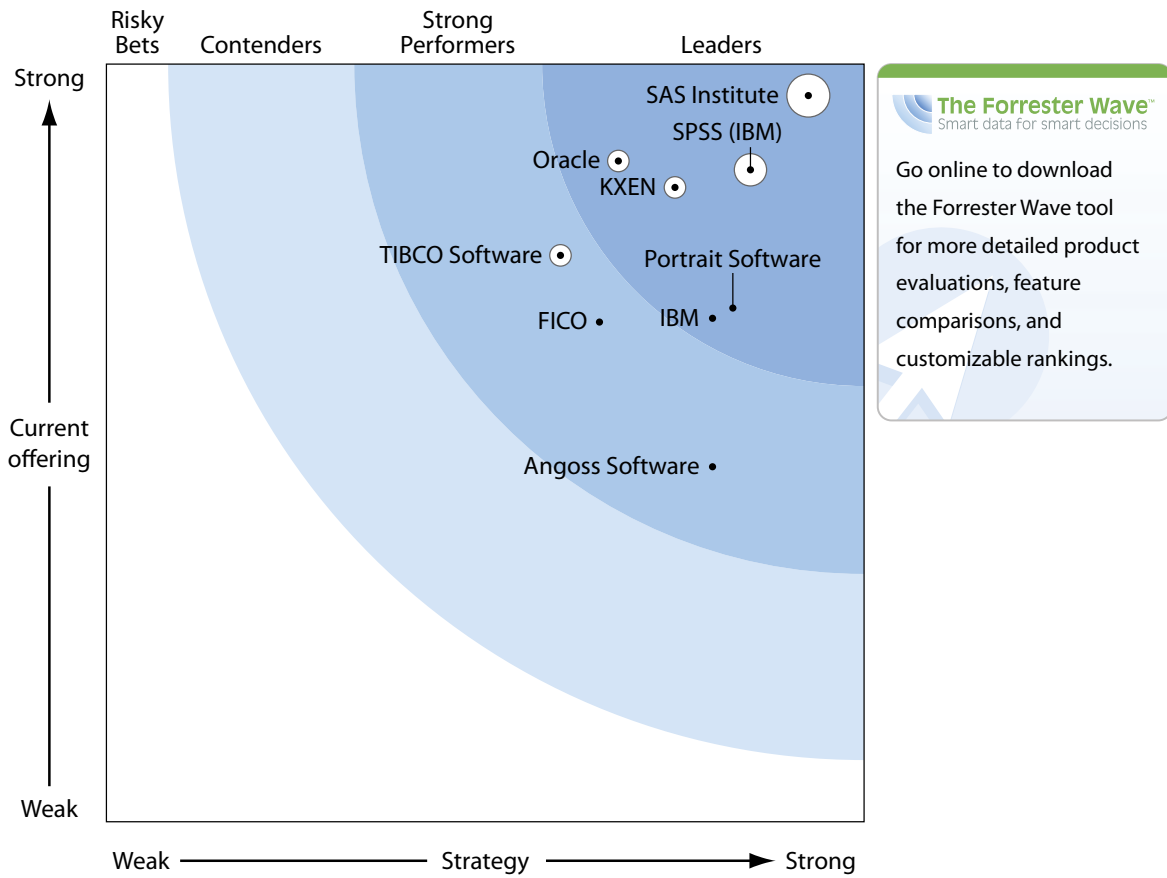 Risky
Bets
Contenders
Strong
Performers
Leaders
Strong
Current
offering
Weak
SAS Institute
SPSS (IBM)
Oracle
KXEN
TIBCO Software
Portrait Software
FICO
IBM
Angoss Software
Weak
Strategy
Strong
The Forrester Wave™
Smart data for smart decisions
Go online to download
the Forrester Wave tool
for more detailed product
evaluations, feature
comparisons, and
customizable rankings.